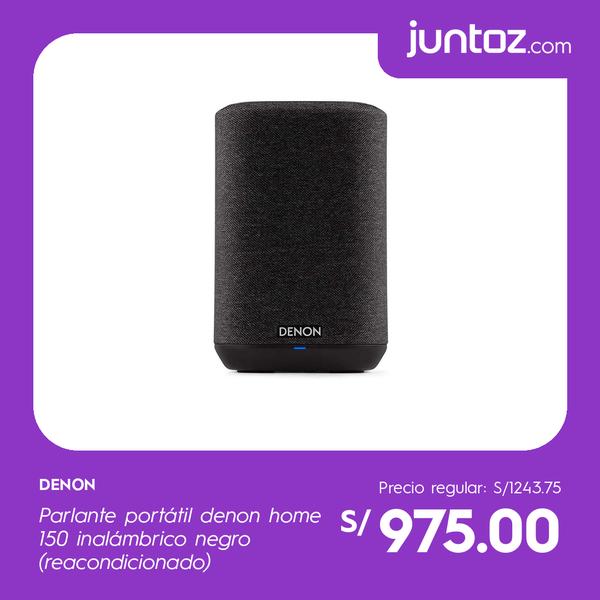 juntoz.com
DENON
DENON
Parlante portátil denon home
150 inalámbrico negro
(reacondicionado)
Precio regular: S/1243.75
S/ 975.00